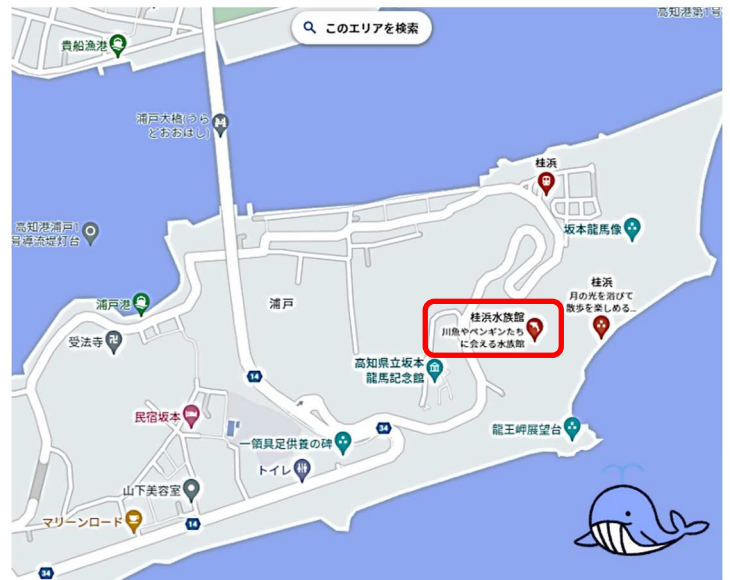 高知港第1号
このエリアを検索
貴船漁港
浦戸大橋(うら
どおおはし)
桂浜
高知港浦戸1
号導流堤灯台
坂本龍馬像
桂浜
月の光を浴びて
散歩を楽しめる...
浦戸港
浦戸
桂浜水族館
川魚やペンギンたち
に会える水族館
受法寺
高知県立坂本
龍馬記念館
14
民宿坂本
34
龍王岬展望台
一領具足供養の碑
トイレ
山下美容室
マリーンロード
14
34